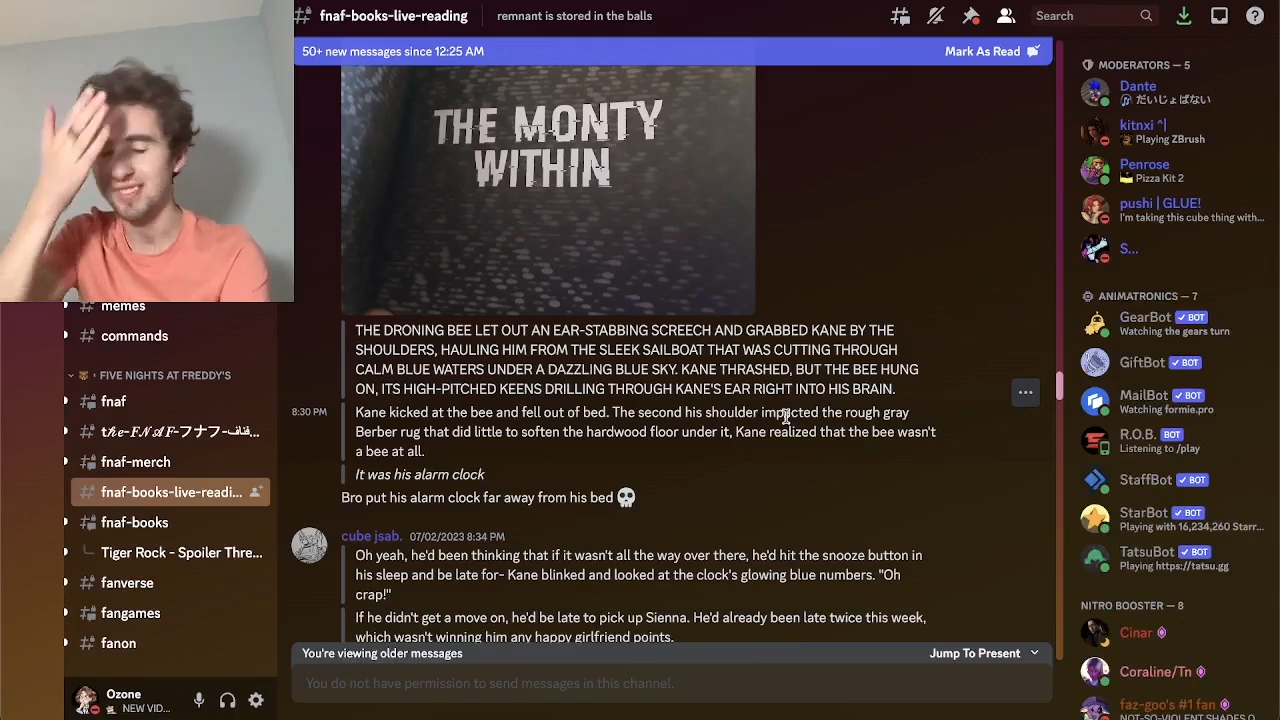 fnaf-books-live-reading
remnant is stored in the balls
Search
50+ new messages since 12:25 AM
Mark As Read
THE MONTY
WITHIN
THE DRONING BEE LET OUT AN EAR-STABBING SCREECH AND GRABBED KANE BY THE
SHOULDERS, HAULING HIM FROM THE SLEEK SAILBOAT THAT WAS CUTTING THROUGH
CALM BLUE WATERS UNDER A DAZZLING BLUE SKY. KANE THRASHED, BUT THE BEE HUNG
ON, ITS HIGH-PITCHED KEENS DRILLING THROUGH KANE'S EAR RIGHT INTO HIS BRAIN.
8:30 PM
Kane kicked at the bee and fell out of bed. The second his shoulder impacted the rough gray
Berber rug that did little to soften the hardwood floor under it, Kane realized that the bee wasn't
a bee at all.
It was his alarm clock
Bro put his alarm clock far away from his bed 💀
cube jsab. 07/02/2023 8:34 PM
Oh yeah, he'd been thinking that if it wasn't all the way over there, he'd hit the snooze button in
his sleep and be late for- Kane blinked and looked at the clock's glowing blue numbers. "Oh
crap!"
If he didn't get a move on, he'd be late to pick up Sienna. He'd already been late twice this week,
which wasn't winning him any happy girlfriend points.
You're viewing older messages
Jump To Present
You do not have permission to send messages in this channel.
memes
commands
FIVE NIGHTS AT FREDDY'S
fnaf
fnaf-merch
fnaf-books-live-readi...
fnaf-books
Tiger Rock - Spoiler Thre...
fanverse
fangames
fanon
Ozone
NEW VID...
MODERATORS — 5
Dante
だいじょばない
kitnxi ^|
Playing ZBrush
Penrose
Pizza Kit 2
pushi | GLUE!
I'm taking this cube thing with...
S...
ANIMATRONICS — 7
GearBot BOT
Watching the gears turn
GiftBot BOT
MailBot BOT
Watching formie.pro
R.O.B. BOT
Listening to /play
StaffBot BOT
StarBot BOT
Playing with 16,234,260 Starr...
TatsuBot BOT
Playing https://tatsu.gg
NITRO BOOSTER — 8
Cinar
Coraline/Tn
faz-goo's #1 fan